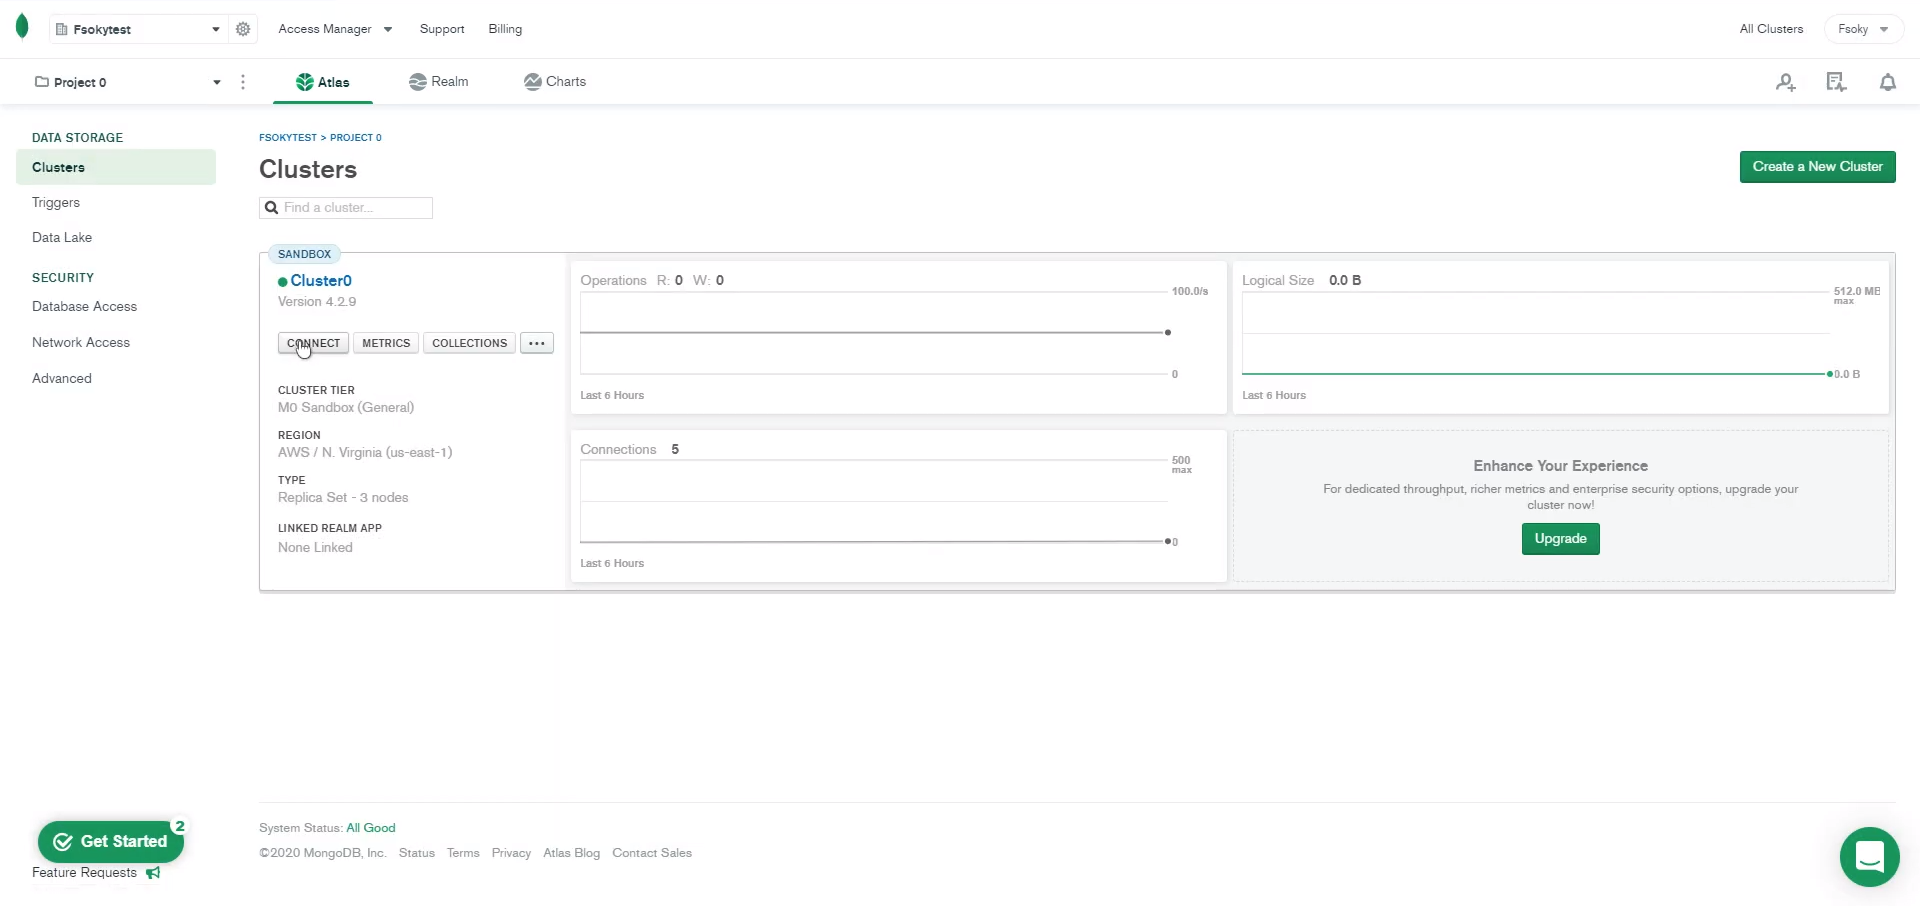 Fsokytest
Access Manager
Support
Billing
All Clusters
Fsoky
Project 0
Atlas
Realm
Charts
DATA STORAGE
Clusters
Triggers
Data Lake
SECURITY
Database Access
Network Access
Advanced
FSOKYTEST > PROJECT 0
Clusters
Create a New Cluster
Find a cluster...
SANDBOX
Cluster0
Version 4.2.9
CONNECT
METRICS
COLLECTIONS
...
CLUSTER TIER
M0 Sandbox (General)
REGION
AWS / N. Virginia (us-east-1)
TYPE
Replica Set - 3 nodes
LINKED REALM APP
None Linked
Operations R: 0 W: 0
100.0/s
0
Last 6 Hours
Logical Size 0.0 B
512.0 MB
max
0.0 B
Last 6 Hours
Connections 5
500
max
0
Last 6 Hours
Enhance Your Experience
For dedicated throughput, richer metrics and enterprise security options, upgrade your
cluster now!
Upgrade
System Status: All Good
©2020 MongoDB, Inc. Status Terms Privacy Atlas Blog Contact Sales
Get Started
2
Feature Requests